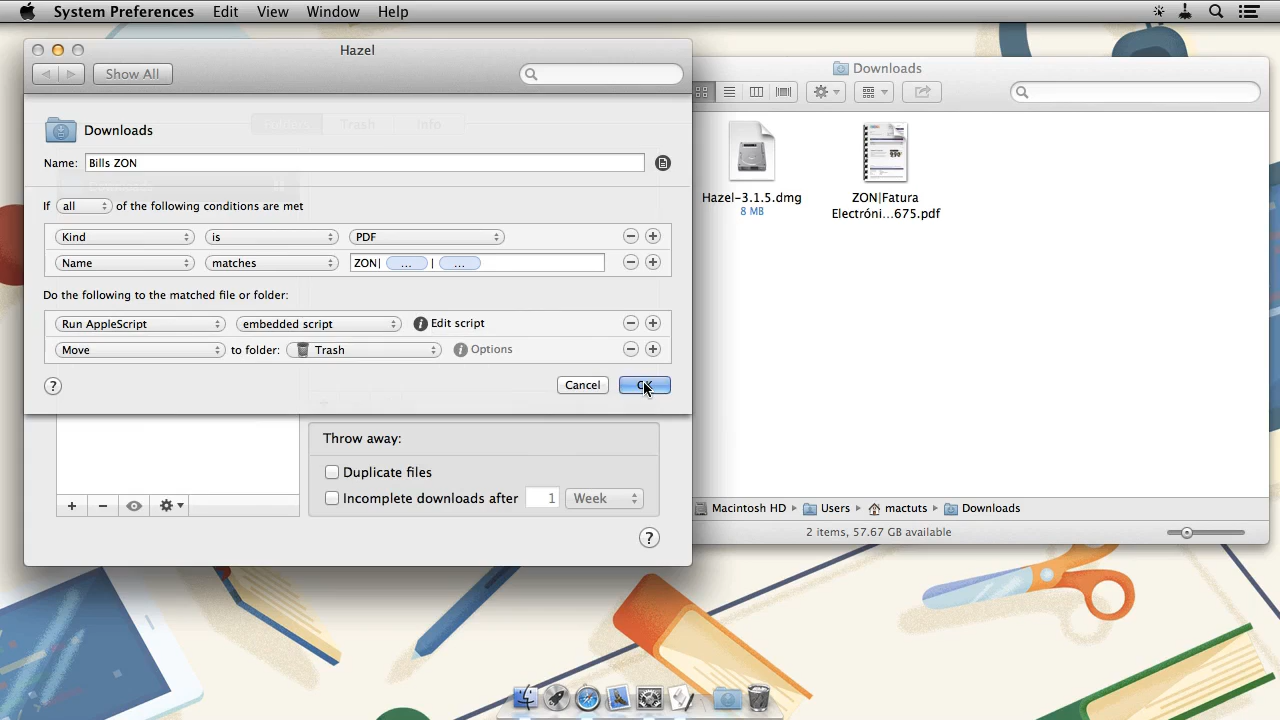 System Preferences Edit View Window Help
Hazel
Show All
Folders Trash Info
Downloads
Name: Bills ZON
If all of the following conditions are met
Kind is PDF
Name matches ZON| ... | ...
Do the following to the matched file or folder:
Run AppleScript embedded script i Edit script
Move to folder: Trash i Options
? Cancel OK
Throw away:
Duplicate files
Incomplete downloads after 1 Week
?
Downloads
Hazel-3.1.5.dmg
8 MB
ZON|Fatura
Electróni...675.pdf
Macintosh HD Users mactuts Downloads
2 items, 57.67 GB available